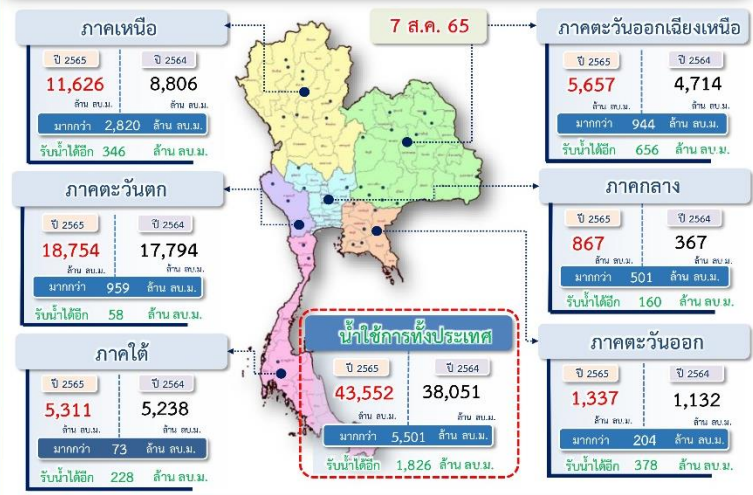 ภาคเหนือ
ปี 2565 ปี 2564
11,626 8,806
ล้าน ลบ.ม. ล้าน ลบ.ม.
มากกว่า 2,820 ล้าน ลบ.ม.
รับน้ำได้อีก 346 ล้าน ลบ.ม.
7 ส.ค. 65
ภาคตะวันออกเฉียงเหนือ
ปี 2565 ปี 2564
5,657 4,714
ล้าน ลบ.ม. ล้าน ลบ.ม.
มากกว่า 944 ล้าน ลบ.ม.
รับน้ำได้อีก 656 ล้าน ลบ.ม.
ภาคตะวันตก
ปี 2565 ปี 2564
18,754 17,794
ล้าน ลบ.ม. ล้าน ลบ.ม.
มากกว่า 959 ล้าน ลบ.ม.
รับน้ำได้อีก 58 ล้าน ลบ.ม.
ภาคกลาง
ปี 2565 ปี 2564
867 367
ล้าน ลบ.ม. ล้าน ลบ.ม.
มากกว่า 501 ล้าน ลบ.ม.
รับน้ำได้อีก 160 ล้าน ลบ.ม.
ภาคใต้
ปี 2565 ปี 2564
5,311 5,238
ล้าน ลบ.ม. ล้าน ลบ.ม.
มากกว่า 73 ล้าน ลบ.ม.
รับน้ำได้อีก 228 ล้าน ลบ.ม.
น้ำใช้การทั้งประเทศ
ปี 2565 ปี 2564
43,552 38,051
ล้าน ลบ.ม. ล้าน ลบ.ม.
มากกว่า 5,501 ล้าน ลบ.ม.
รับน้ำได้อีก 1,826 ล้าน ลบ.ม.
ภาคตะวันออก
ปี 2565 ปี 2564
1,337 1,132
ล้าน ลบ.ม. ล้าน ลบ.ม.
มากกว่า 204 ล้าน ลบ.ม.
รับน้ำได้อีก 378 ล้าน ลบ.ม.